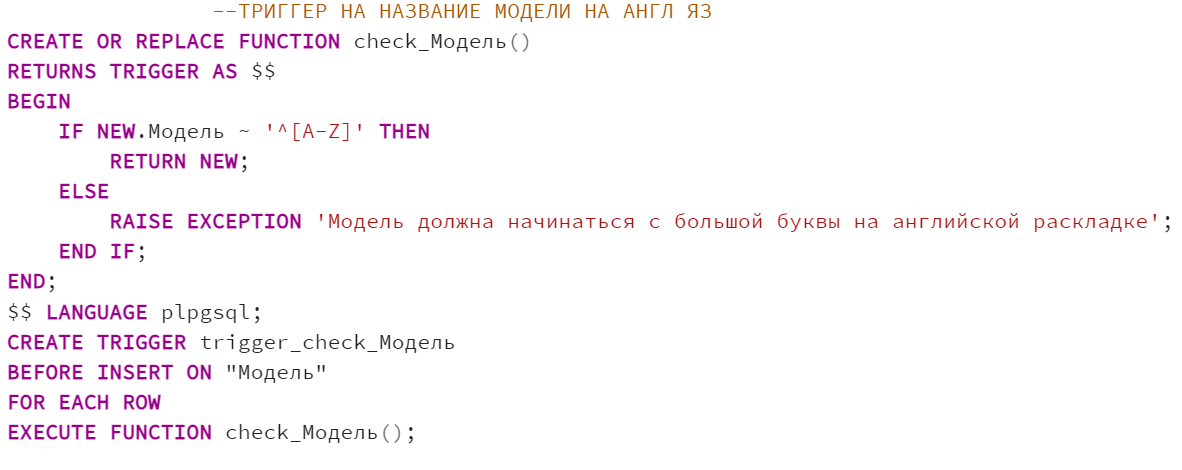 --ТРИГГЕР НА НАЗВАНИЕ МОДЕЛИ НА АНГЛ ЯЗ
CREATE OR REPLACE FUNCTION check_Модель()
RETURNS TRIGGER AS $$
BEGIN
    IF NEW.Модель ~ '^[A-Z]' THEN
        RETURN NEW;
    ELSE
        RAISE EXCEPTION 'Модель должна начинаться с большой буквы на английской раскладке';
    END IF;
END;
$$ LANGUAGE plpgsql;
CREATE TRIGGER trigger_check_Модель
BEFORE INSERT ON "Модель"
FOR EACH ROW
EXECUTE FUNCTION check_Модель();